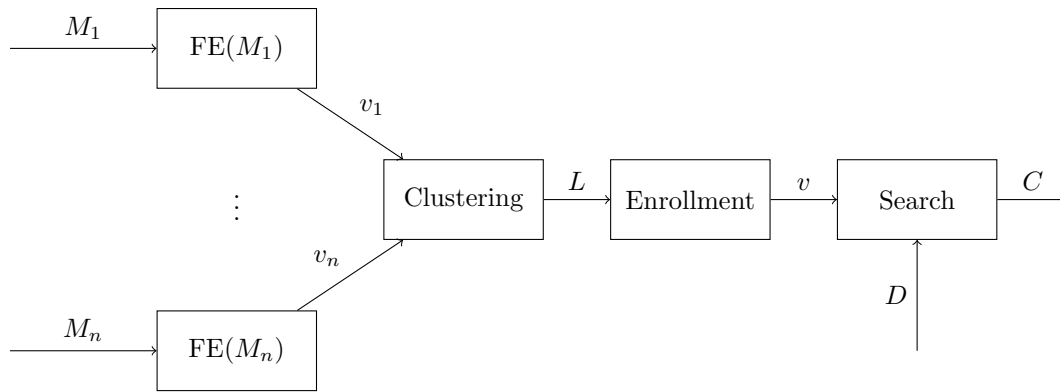 M₁
FE(M₁)
v₁
⋮
Clustering
L
Enrollment
v
Search
C
vₙ
D
Mₙ
FE(Mₙ)